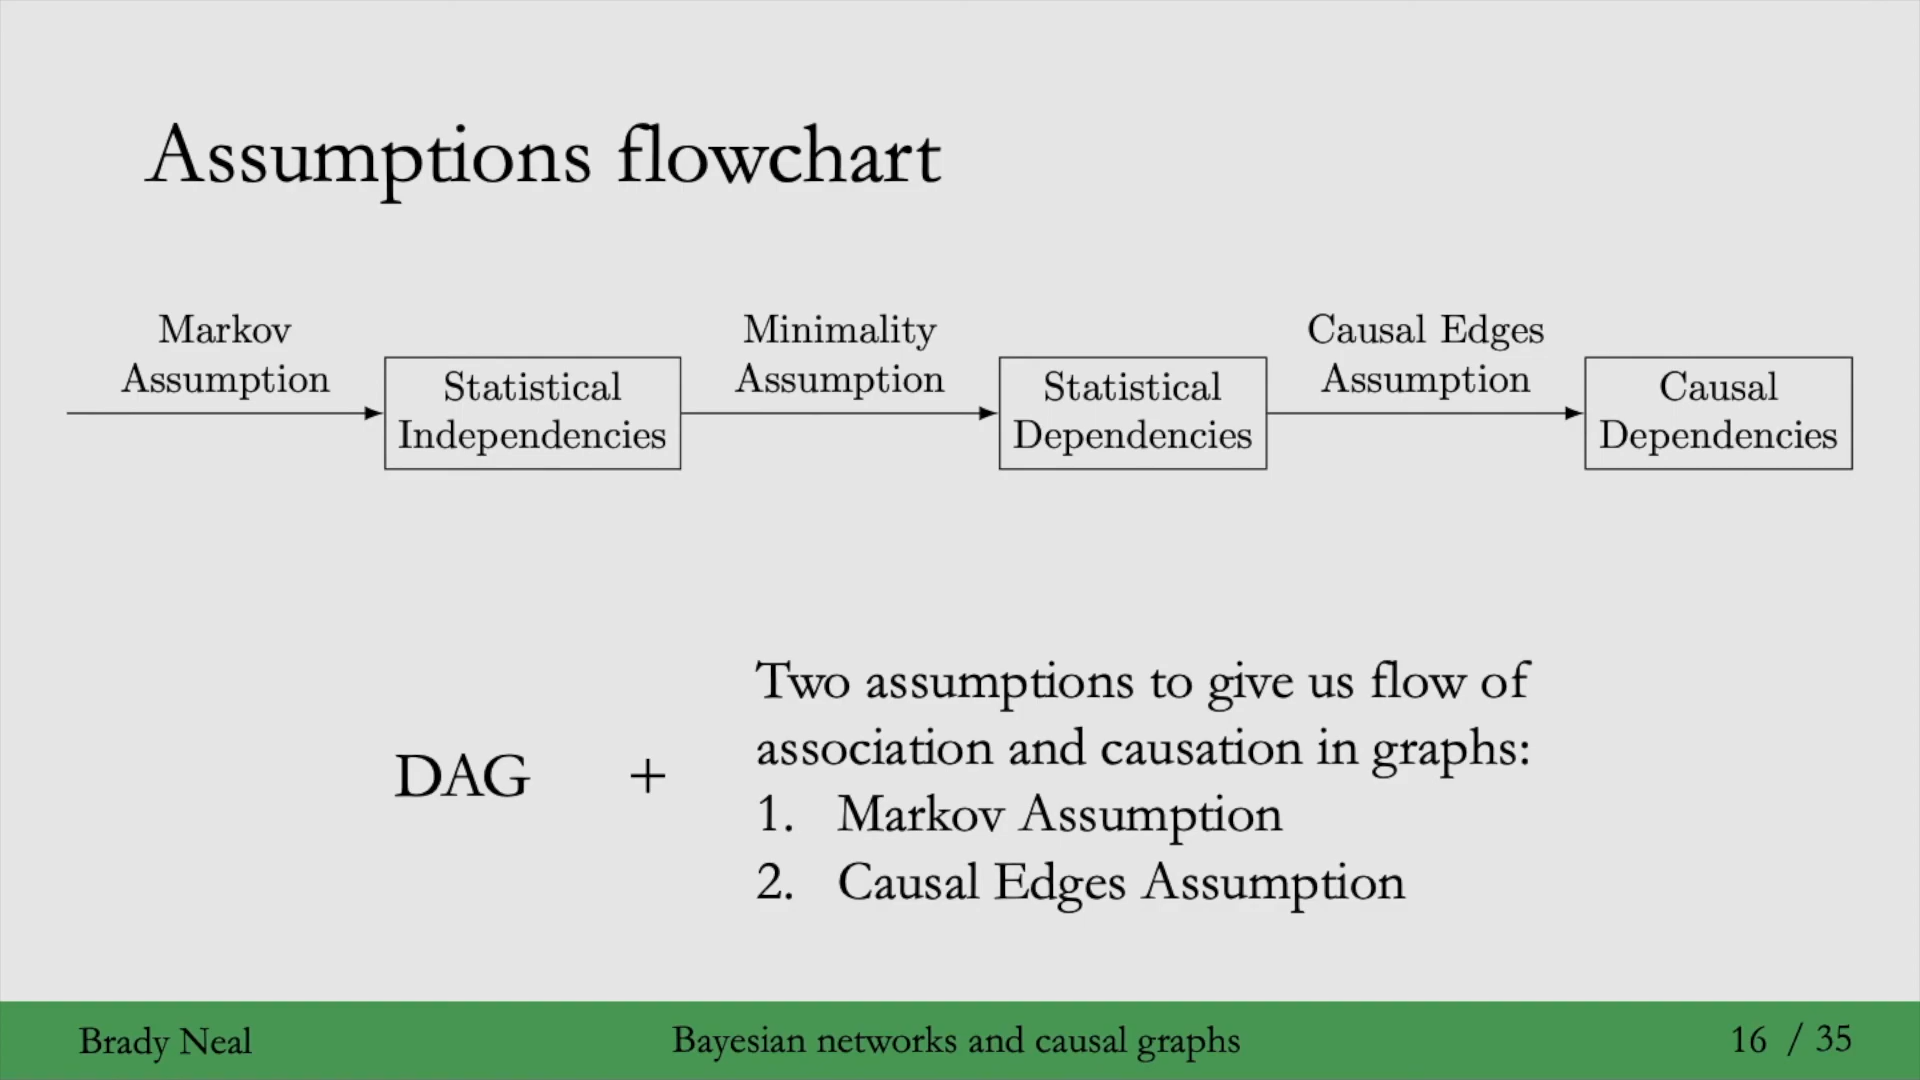 Assumptions flowchart
Markov
Assumption
Statistical
Independencies
Minimality
Assumption
Statistical
Dependencies
Causal Edges
Assumption
Causal
Dependencies
DAG +
Two assumptions to give us flow of
association and causation in graphs:
1. Markov Assumption
2. Causal Edges Assumption
Brady Neal
Bayesian networks and causal graphs
16 / 35